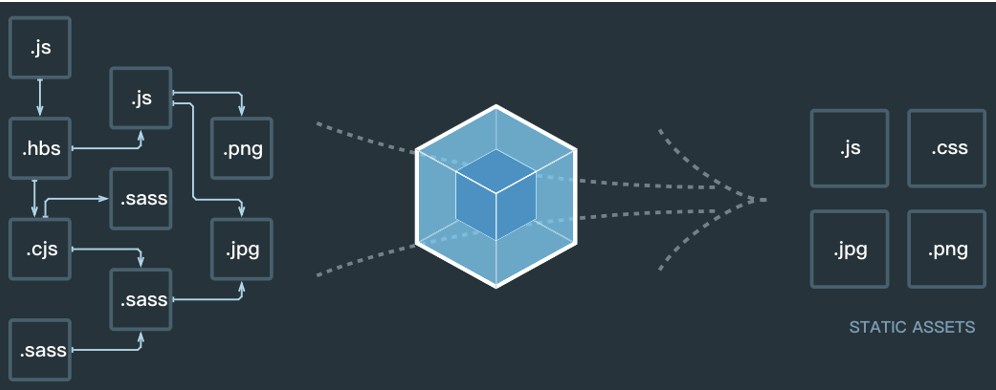 .js
.js
.hbs
.png
.sass
.cjs
.jpg
.sass
.sass
.js
.css
.jpg
.png
STATIC ASSETS